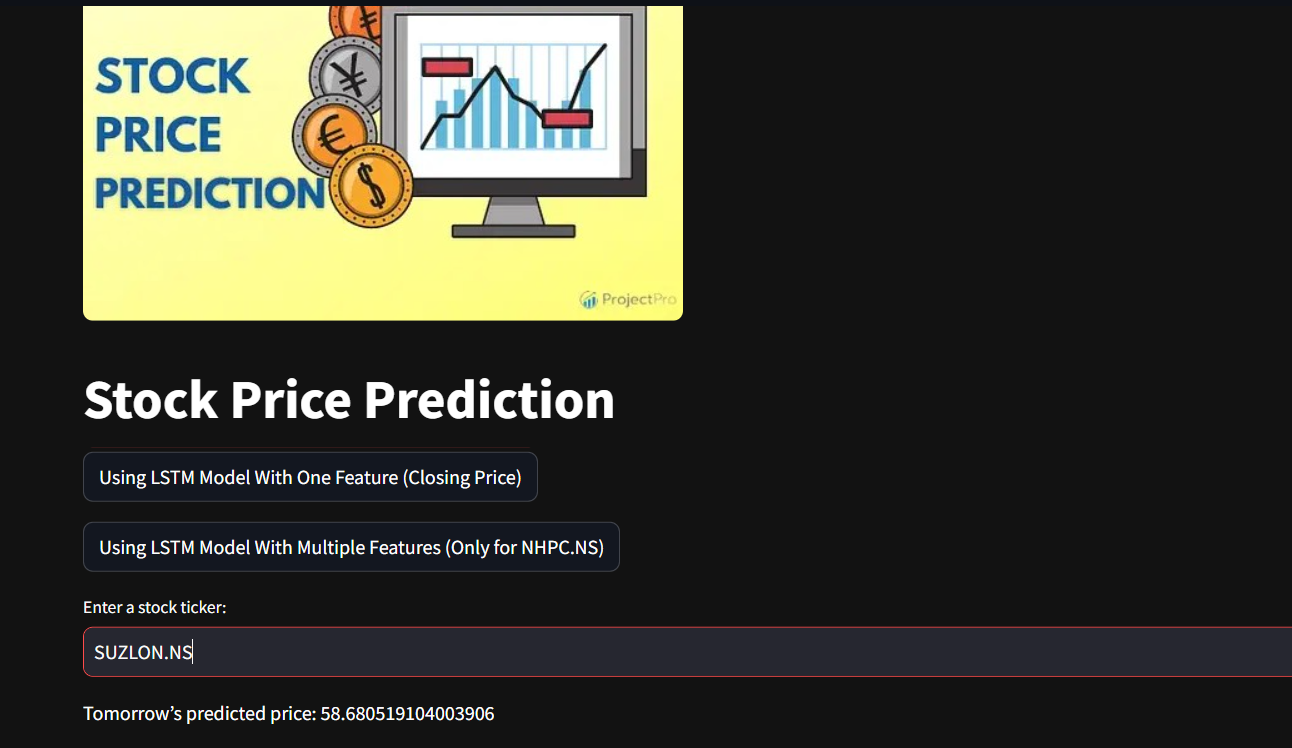 STOCK
PRICE
PREDICTION
¥
€
$
ProjectPro
Stock Price Prediction
Using LSTM Model With One Feature (Closing Price)
Using LSTM Model With Multiple Features (Only for NHPC.NS)
Enter a stock ticker:
SUZLON.NS
Tomorrow’s predicted price: 58.680519104003906